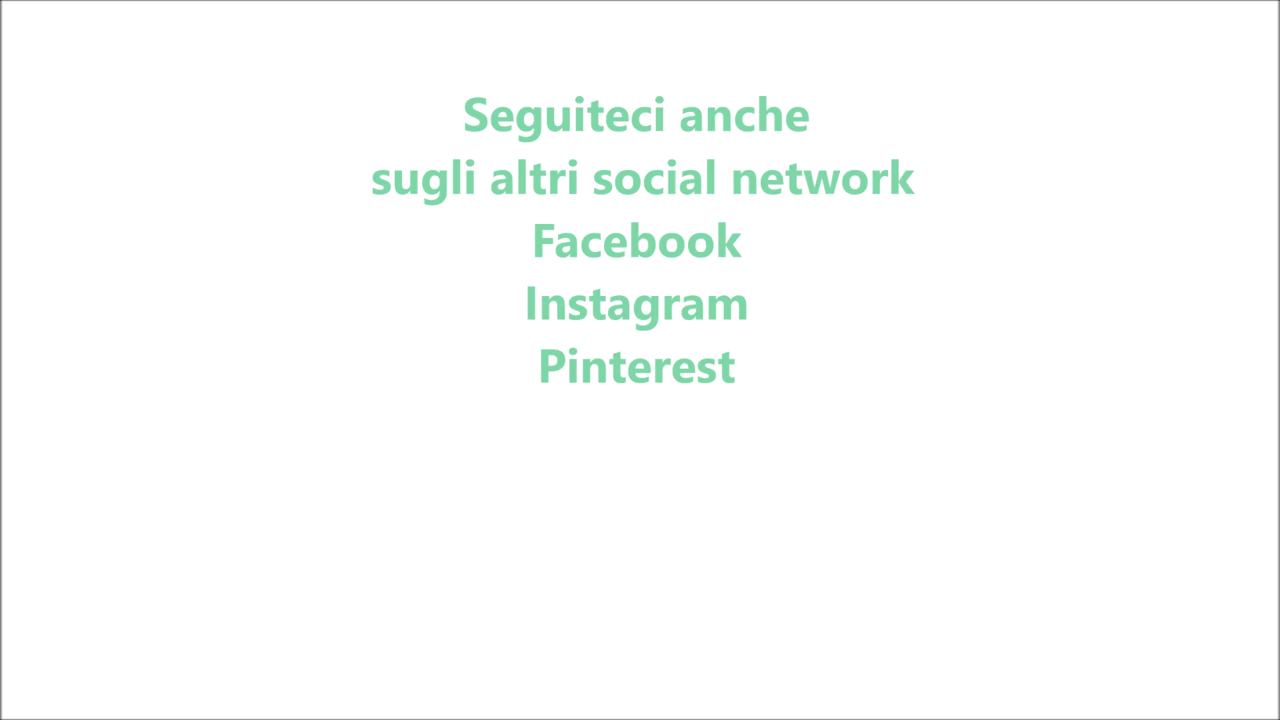 Seguiteci anche
sugli altri social network
Facebook
Instagram
Pinterest